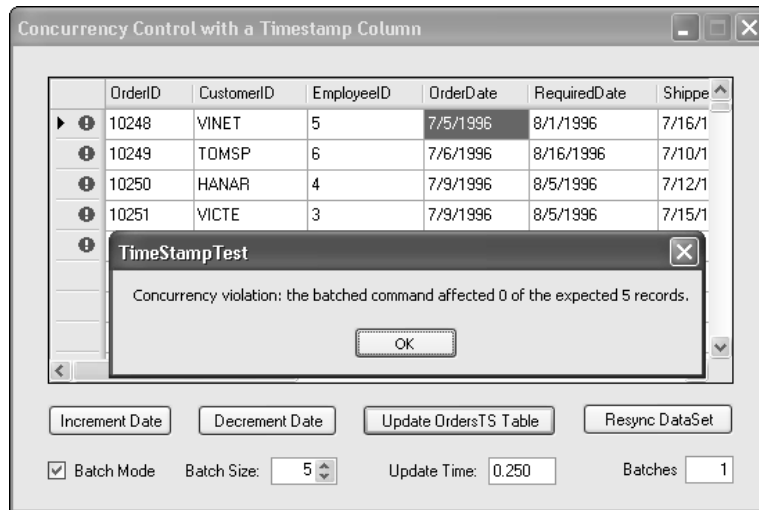 Concurrency Control with a Timestamp Column
OrderID CustomerID EmployeeID OrderDate RequiredDate Shippe
10248 VINET 5 7/5/1996 8/1/1996 7/16/1
10249 TOMSP 6 7/6/1996 8/16/1996 7/10/1
10250 HANAR 4 7/9/1996 8/5/1996 7/12/1
10251 VICTE 3 7/9/1996 8/5/1996 7/15/1
TimeStampTest
Concurrency violation: the batched command affected 0 of the expected 5 records.
OK
Increment Date Decrement Date Update OrdersTS Table Resync DataSet
Batch Mode Batch Size: 5 Update Time: 0.250 Batches 1